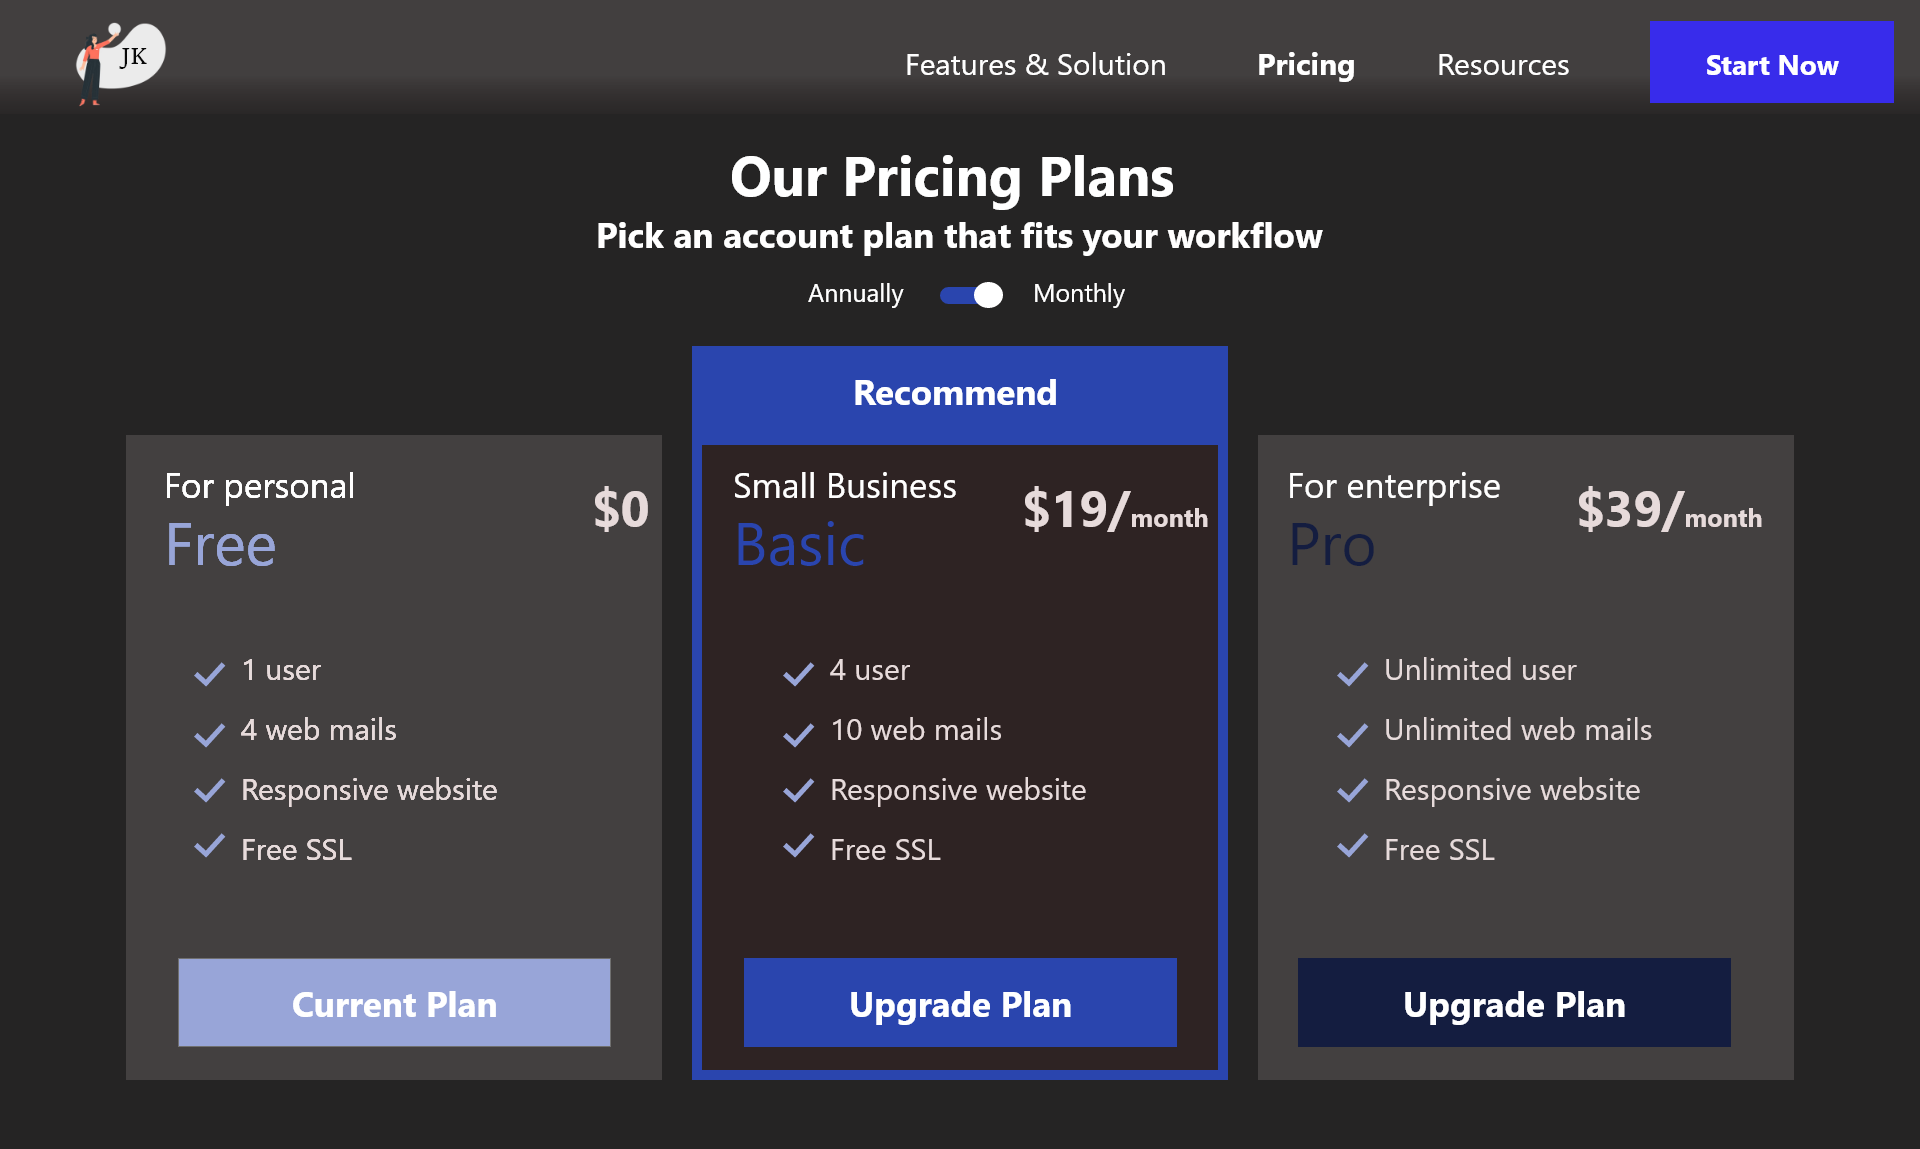 JK
Features & Solution
Pricing
Resources
Start Now
Our Pricing Plans
Pick an account plan that fits your workflow
Annually
Monthly
For personal
Free
$0
1 user
4 web mails
Responsive website
Free SSL
Current Plan
Recommend
Small Business
Basic
$19/month
4 user
10 web mails
Responsive website
Free SSL
Upgrade Plan
For enterprise
Pro
$39/month
Unlimited user
Unlimited web mails
Responsive website
Free SSL
Upgrade Plan